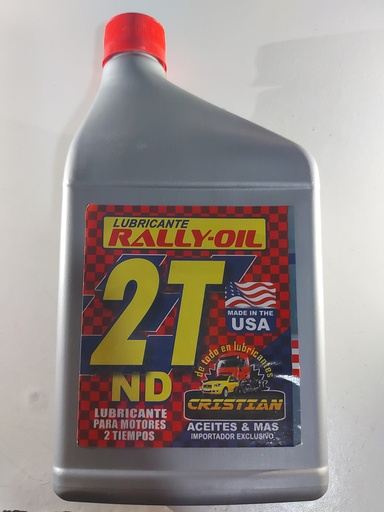 LUBRICANTE
RALLY-OIL
2T
ND
LUBRICANTE
PARA MOTORES
2 TIEMPOS
MADE IN THE
USA
de todo en lubricantes
CRISTIAN
ACEITES & MAS
IMPORTADOR EXCLUSIVO